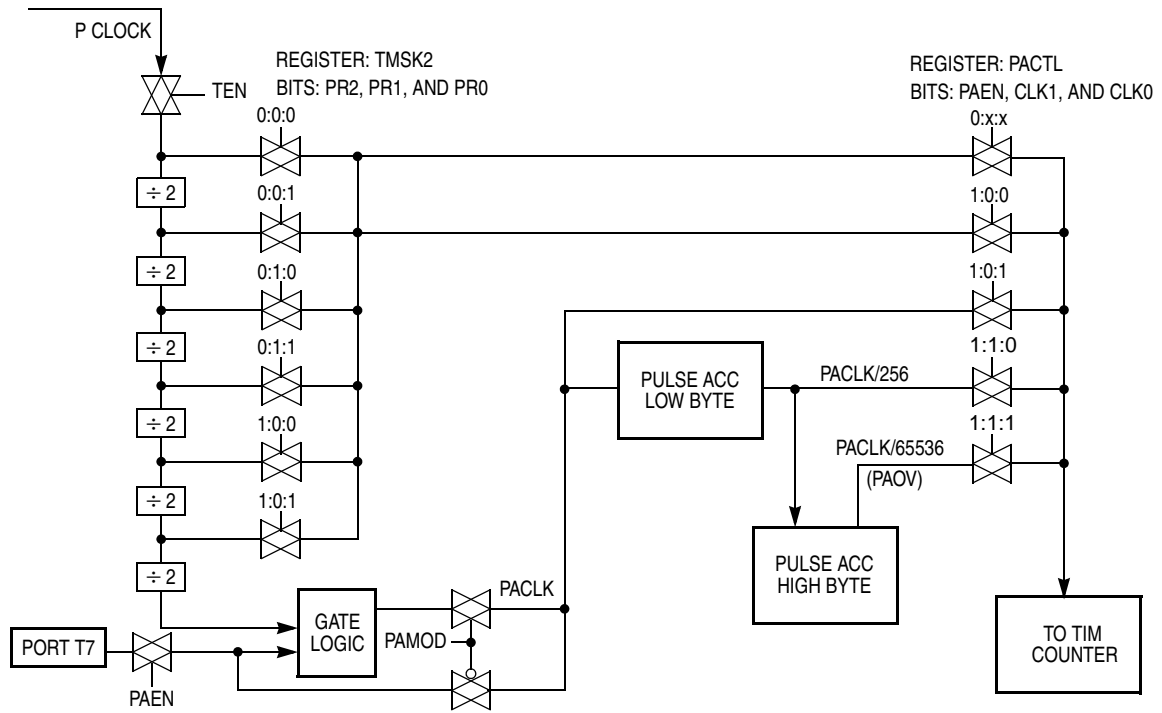 P CLOCK
TEN
REGISTER: TMSK2
BITS: PR2, PR1, AND PR0
REGISTER: PACTL
BITS: PAEN, CLK1, AND CLK0
0:0:0
0:x:x
÷ 2
0:0:1
1:0:0
÷ 2
0:1:0
1:0:1
÷ 2
0:1:1
1:1:0
PULSE ACC
LOW BYTE
PACLK/256
÷ 2
1:0:0
1:1:1
PACLK/65536
(PAOV)
÷ 2
1:0:1
PULSE ACC
HIGH BYTE
÷ 2
PACLK
GATE
LOGIC
PAMOD
PORT T7
PAEN
TO TIM
COUNTER